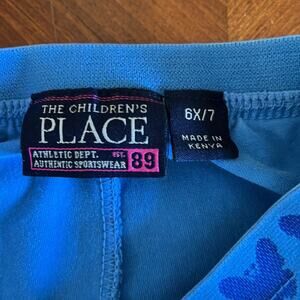 THE CHILDREN'S
PLACE
ATHLETIC DEPT. EST. 89
AUTHENTIC SPORTSWEAR
6X/7
MADE IN
KENYA